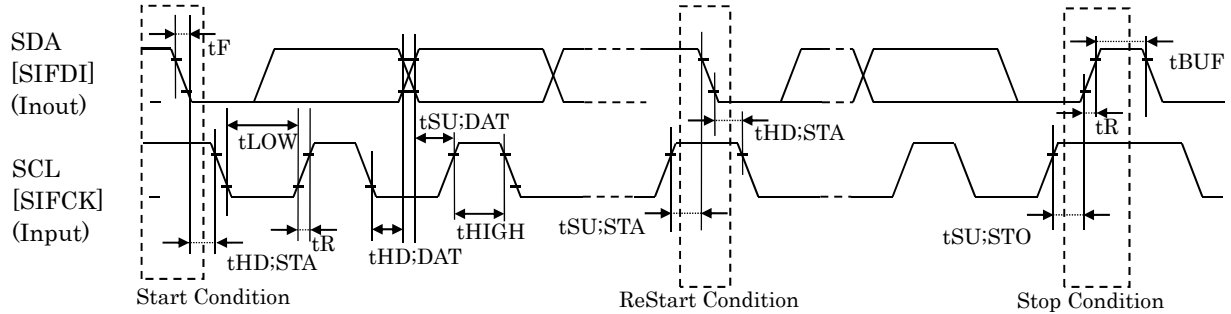 SDA
[SIFDI]
(Inout)
tF
tBUF
tLOW
tSU;DAT
tHD;STA
tR
SCL
[SIFCK]
(Input)
tHD;STA
tR
tHD;DAT
tHIGH
tSU;STA
tSU;STO
Start Condition
ReStart Condition
Stop Condition